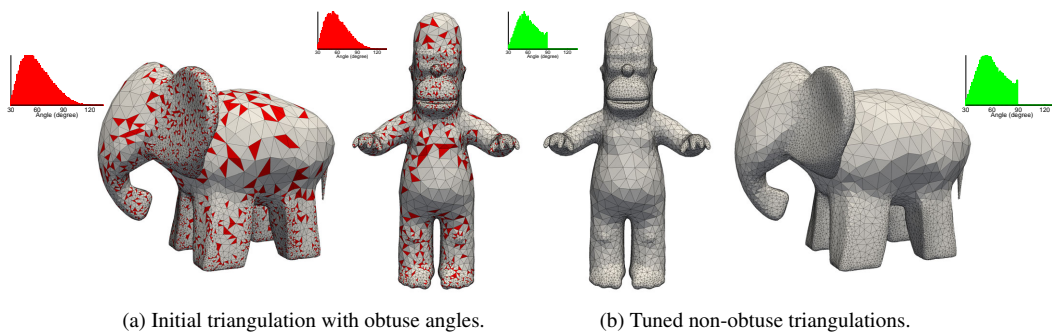 30 60 90 120
Angle (degree)
30 60 90 120
Angle (degree)
30 60 90 120
Angle (degree)
30 60 90 120
Angle (degree)
(a) Initial triangulation with obtuse angles.
(b) Tuned non-obtuse triangulations.